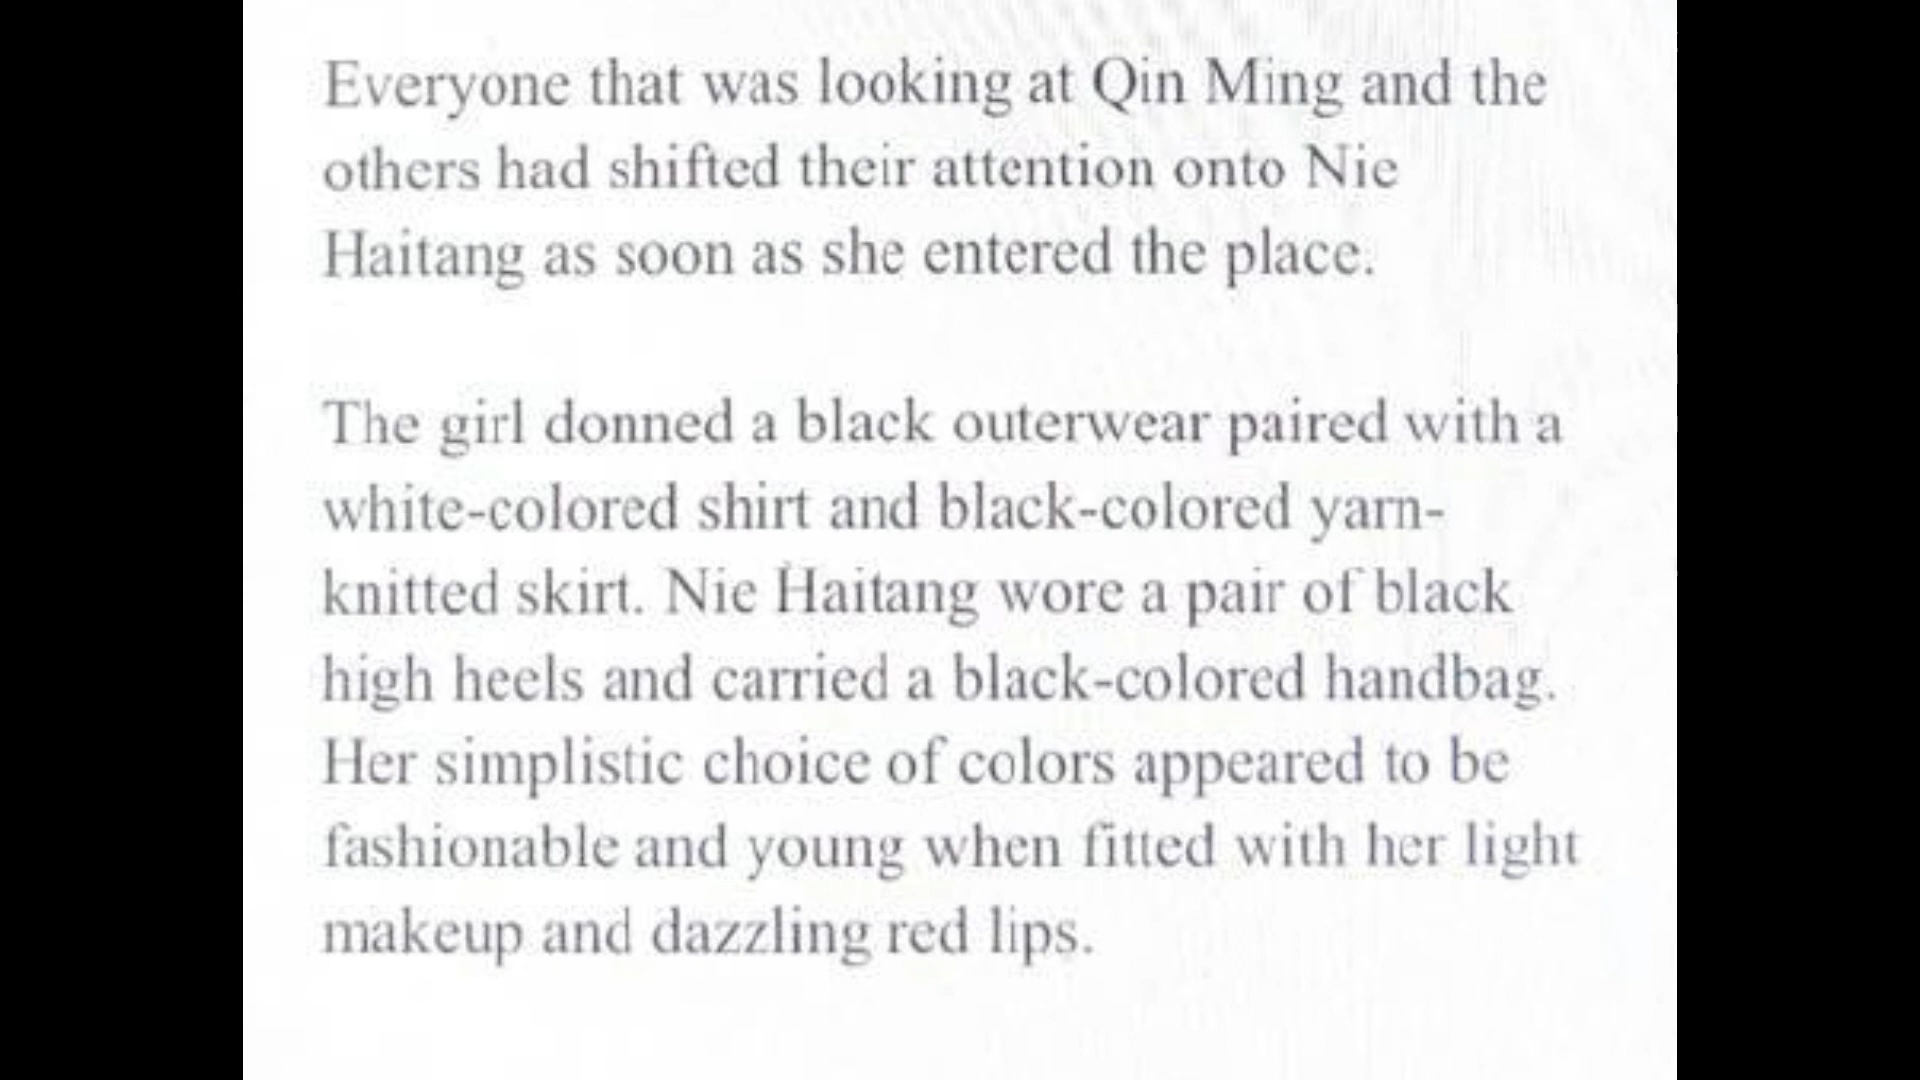 Everyone that was looking at Qin Ming and the
others had shifted their attention onto Nie
Haitang as soon as she entered the place.
The girl donned a black outerwear paired with a
white-colored shirt and black-colored yarn-
knitted skirt. Nie Haitang wore a pair of black
high heels and carried a black-colored handbag.
Her simplistic choice of colors appeared to be
fashionable and young when fitted with her light
makeup and dazzling red lips.